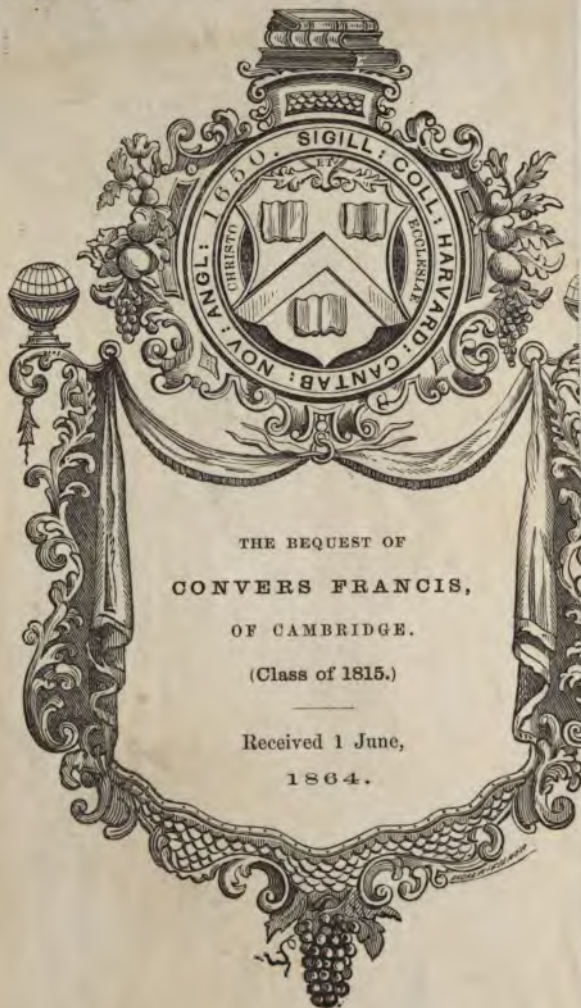 SIGILL: COLL: HARVARD: CANTAB: NOV: ANGL: 1650.
ET
CHRISTO
ECCLESIAE
THE BEQUEST OF
CONVERS FRANCIS,
OF CAMBRIDGE.
(Class of 1815.)
Received 1 June,
1864.